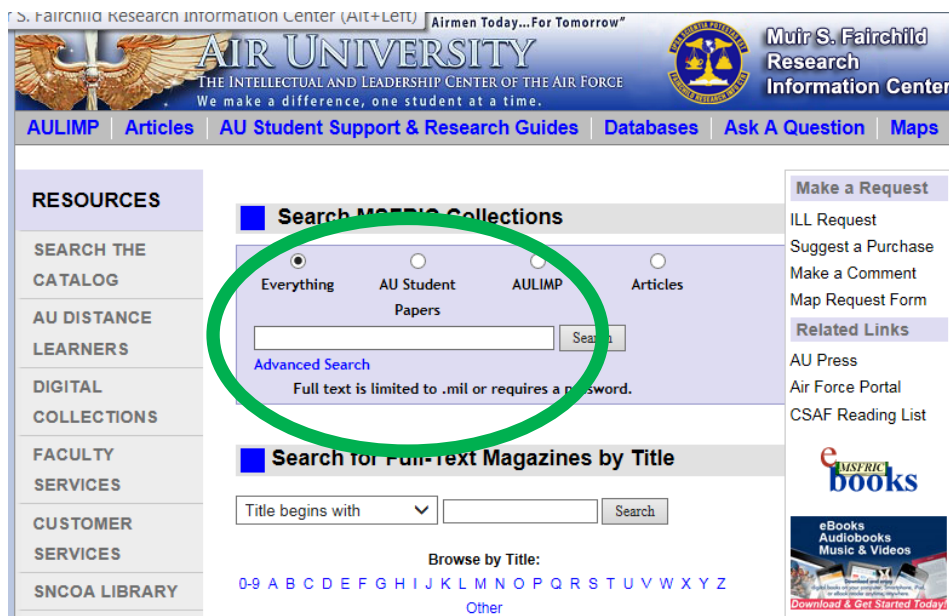 r S. Fairchild Research Information Center (Alt+Left)
Airmen Today...For Tomorrow"
AIR UNIVERSITY
THE INTELLECTUAL AND LEADERSHIP CENTER OF THE AIR FORCE
We make a difference, one student at a time.
Muir S. Fairchild
Research
Information Center
AULIMP Articles AU Student Support & Research Guides Databases Ask A Question Maps
RESOURCES
SEARCH THE
CATALOG
AU DISTANCE
LEARNERS
DIGITAL
COLLECTIONS
FACULTY
SERVICES
CUSTOMER
SERVICES
SNCOA LIBRARY
Search MSFRIC Collections
Everything AU Student Papers AULIMP Articles
Search
Advanced Search
Full text is limited to .mil or requires a password.
Search for Full-Text Magazines by Title
Title begins with Search
Browse by Title:
0-9 A B C D E F G H I J K L M N O P Q R S T U V W X Y Z
Other
Make a Request
ILL Request
Suggest a Purchase
Make a Comment
Map Request Form
Related Links
AU Press
Air Force Portal
CSAF Reading List
e MSFRIC
books
eBooks
Audiobooks
Music & Videos
Download & Get Started Today!